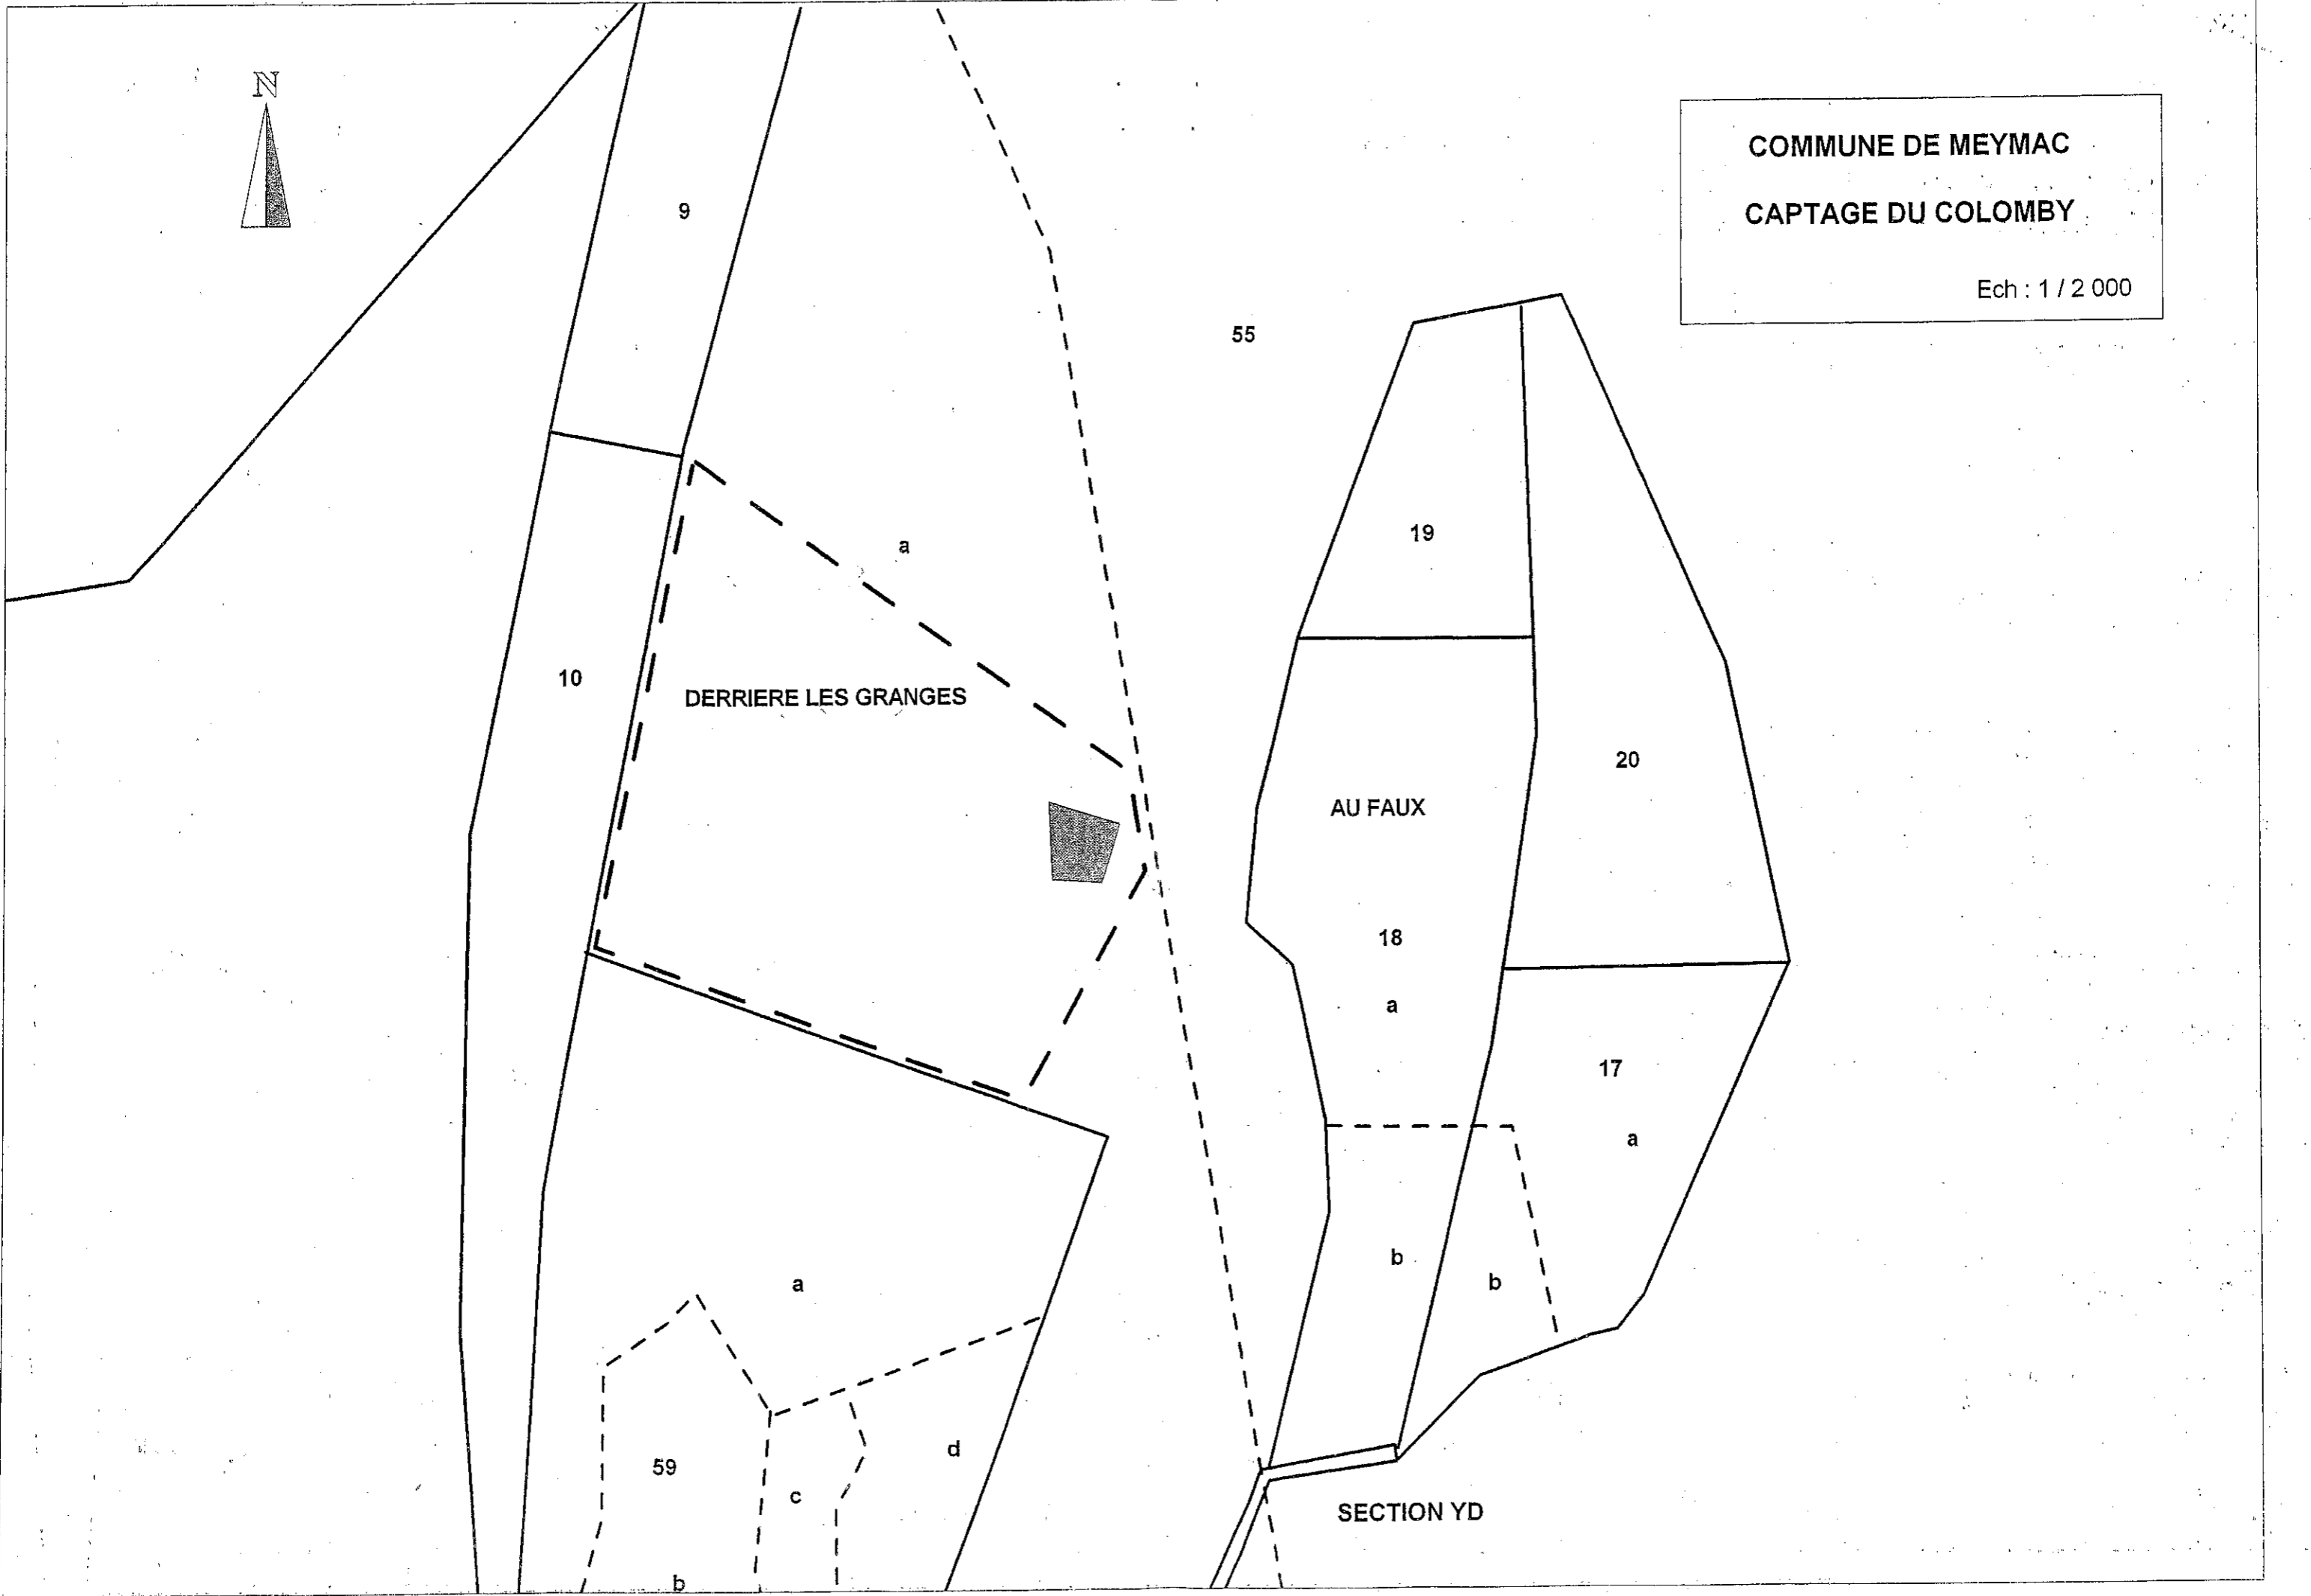 N
COMMUNE DE MEYMAC
CAPTAGE DU COLOMBY
Ech : 1 / 2 000
9
55
a
19
10
DERRIERE LES GRANGES
20
AU FAUX
18
a
17
a
b
b
a
59
d
c
b
SECTION YD